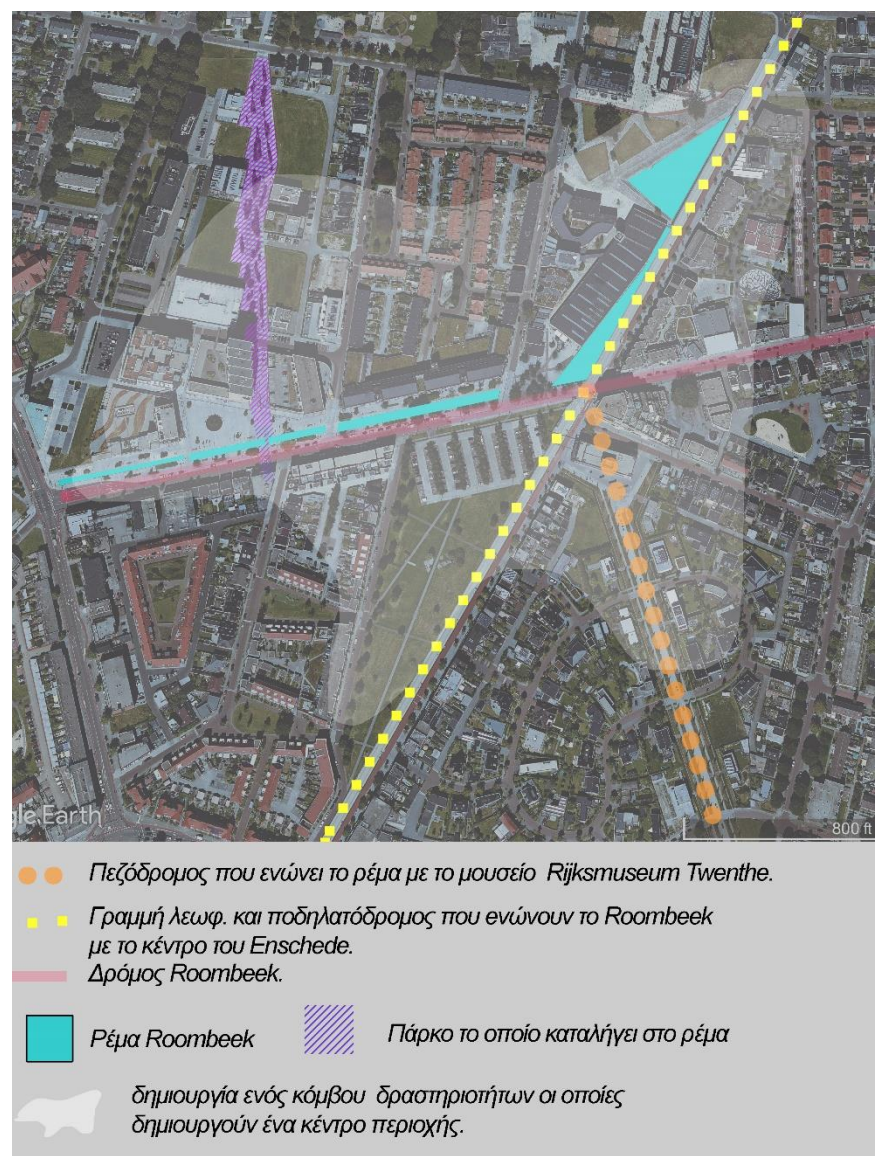 gle Earth
800 ft
Πεζόδρομος που ενώνει το ρέμα με το μουσείο Rijksmuseum Twenthe.
Γραμμή λεωφ. και ποδηλατόδρομος που ενώνουν το Roombeek
με το κέντρο του Enschede.
Δρόμος Roombeek.
Ρέμα Roombeek
Πάρκο το οποίο καταλήγει στο ρέμα
δημιουργία ενός κόμβου δραστηριοτήτων οι οποίες
δημιουργούν ένα κέντρο περιοχής.